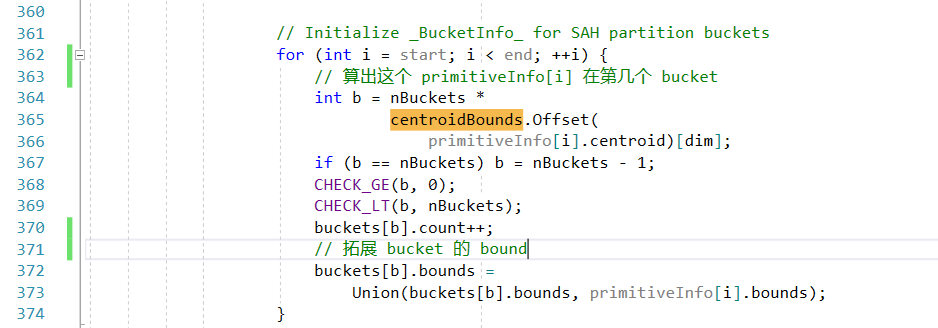 360
361 // Initialize _BucketInfo_ for SAH partition buckets
362 for (int i = start; i < end; ++i) {
363 // 算出这个 primitiveInfo[i] 在第几个 bucket
364 int b = nBuckets *
365 centroidBounds.Offset(
366 primitiveInfo[i].centroid)[dim];
367 if (b == nBuckets) b = nBuckets - 1;
368 CHECK_GE(b, 0);
369 CHECK_LT(b, nBuckets);
370 buckets[b].count++;
371 // 拓展 bucket 的 bound
372 buckets[b].bounds =
373 Union(buckets[b].bounds, primitiveInfo[i].bounds);
374 }